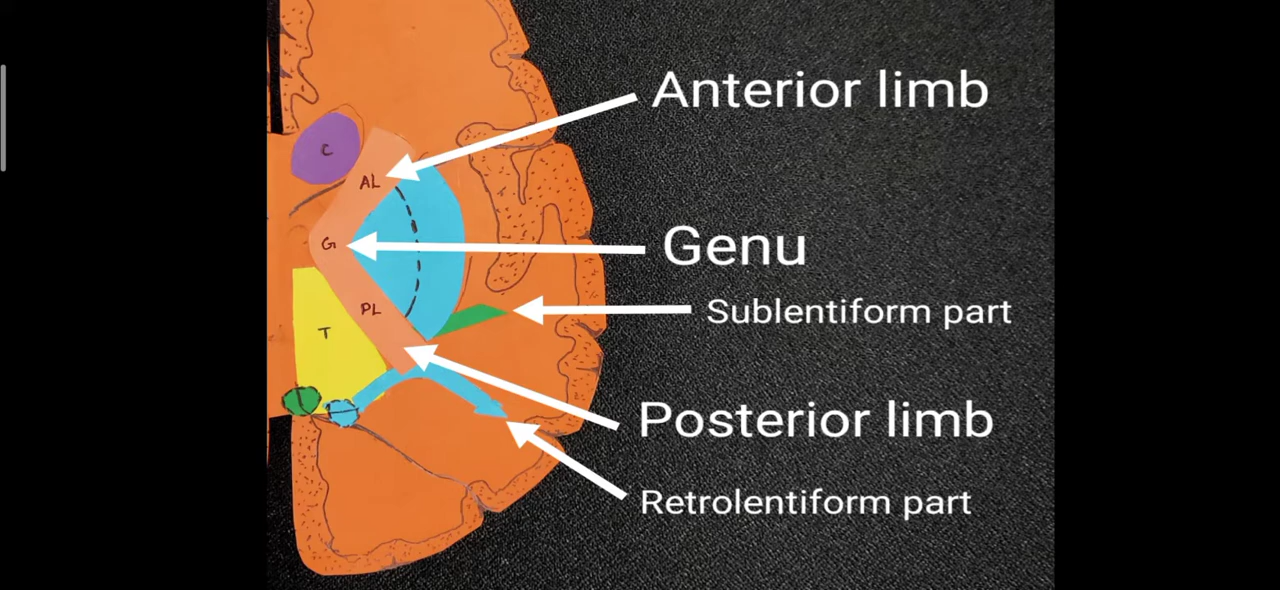 Anterior limb
C
AL
G
Genu
PL
Sublentiform part
T
Posterior limb
Retrolentiform part